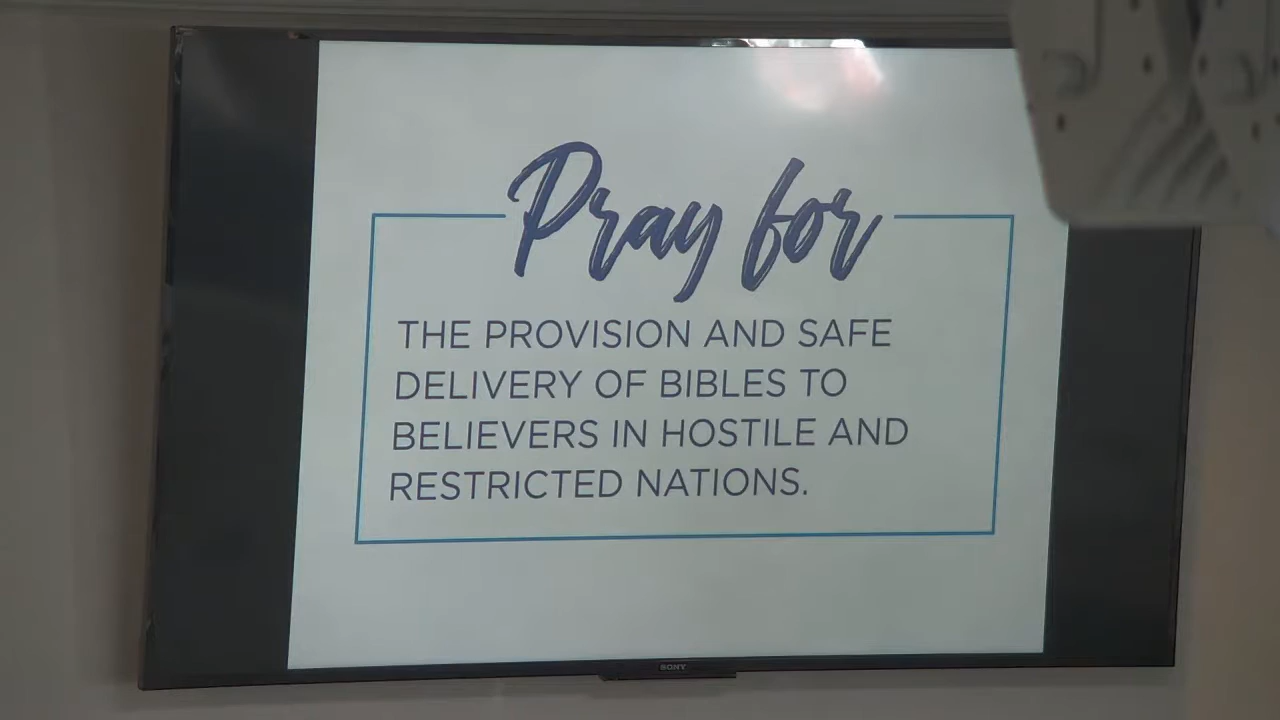 Pray for
THE PROVISION AND SAFE
DELIVERY OF BIBLES TO
BELIEVERS IN HOSTILE AND
RESTRICTED NATIONS.
SONY